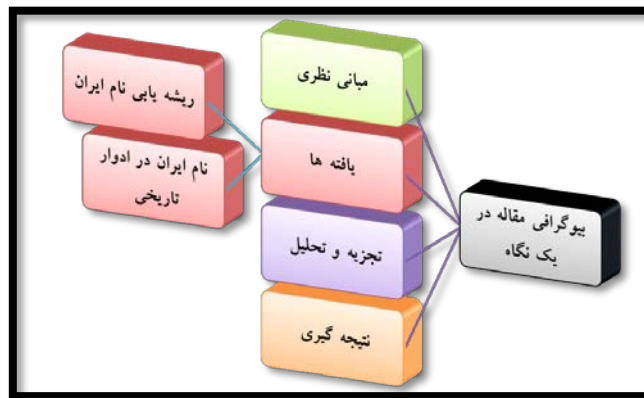 بیوگرافی مقاله در
یک نگاه
مبانی نظری
یافته ها
تجزیه و تحلیل
نتیجه گیری
ریشه یابی نام ایران
نام ایران در ادوار
تاریخی